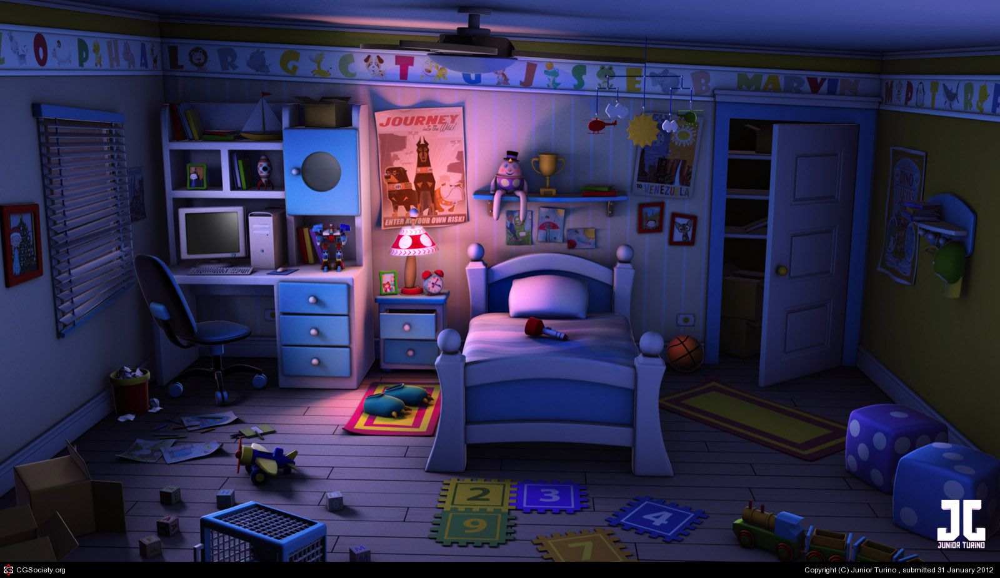 L O P H A
L O R G C T U J S E B MARVIN
M P T W R F
JOURNEY
into the Wild!
ENTER AT YOUR OWN RISK!
TO VENEZUELA
2 3
4
9
7
JUNIOR TURINO
CGSociety.org
Copyright (C) Junior Turino , submitted 31 January 2012